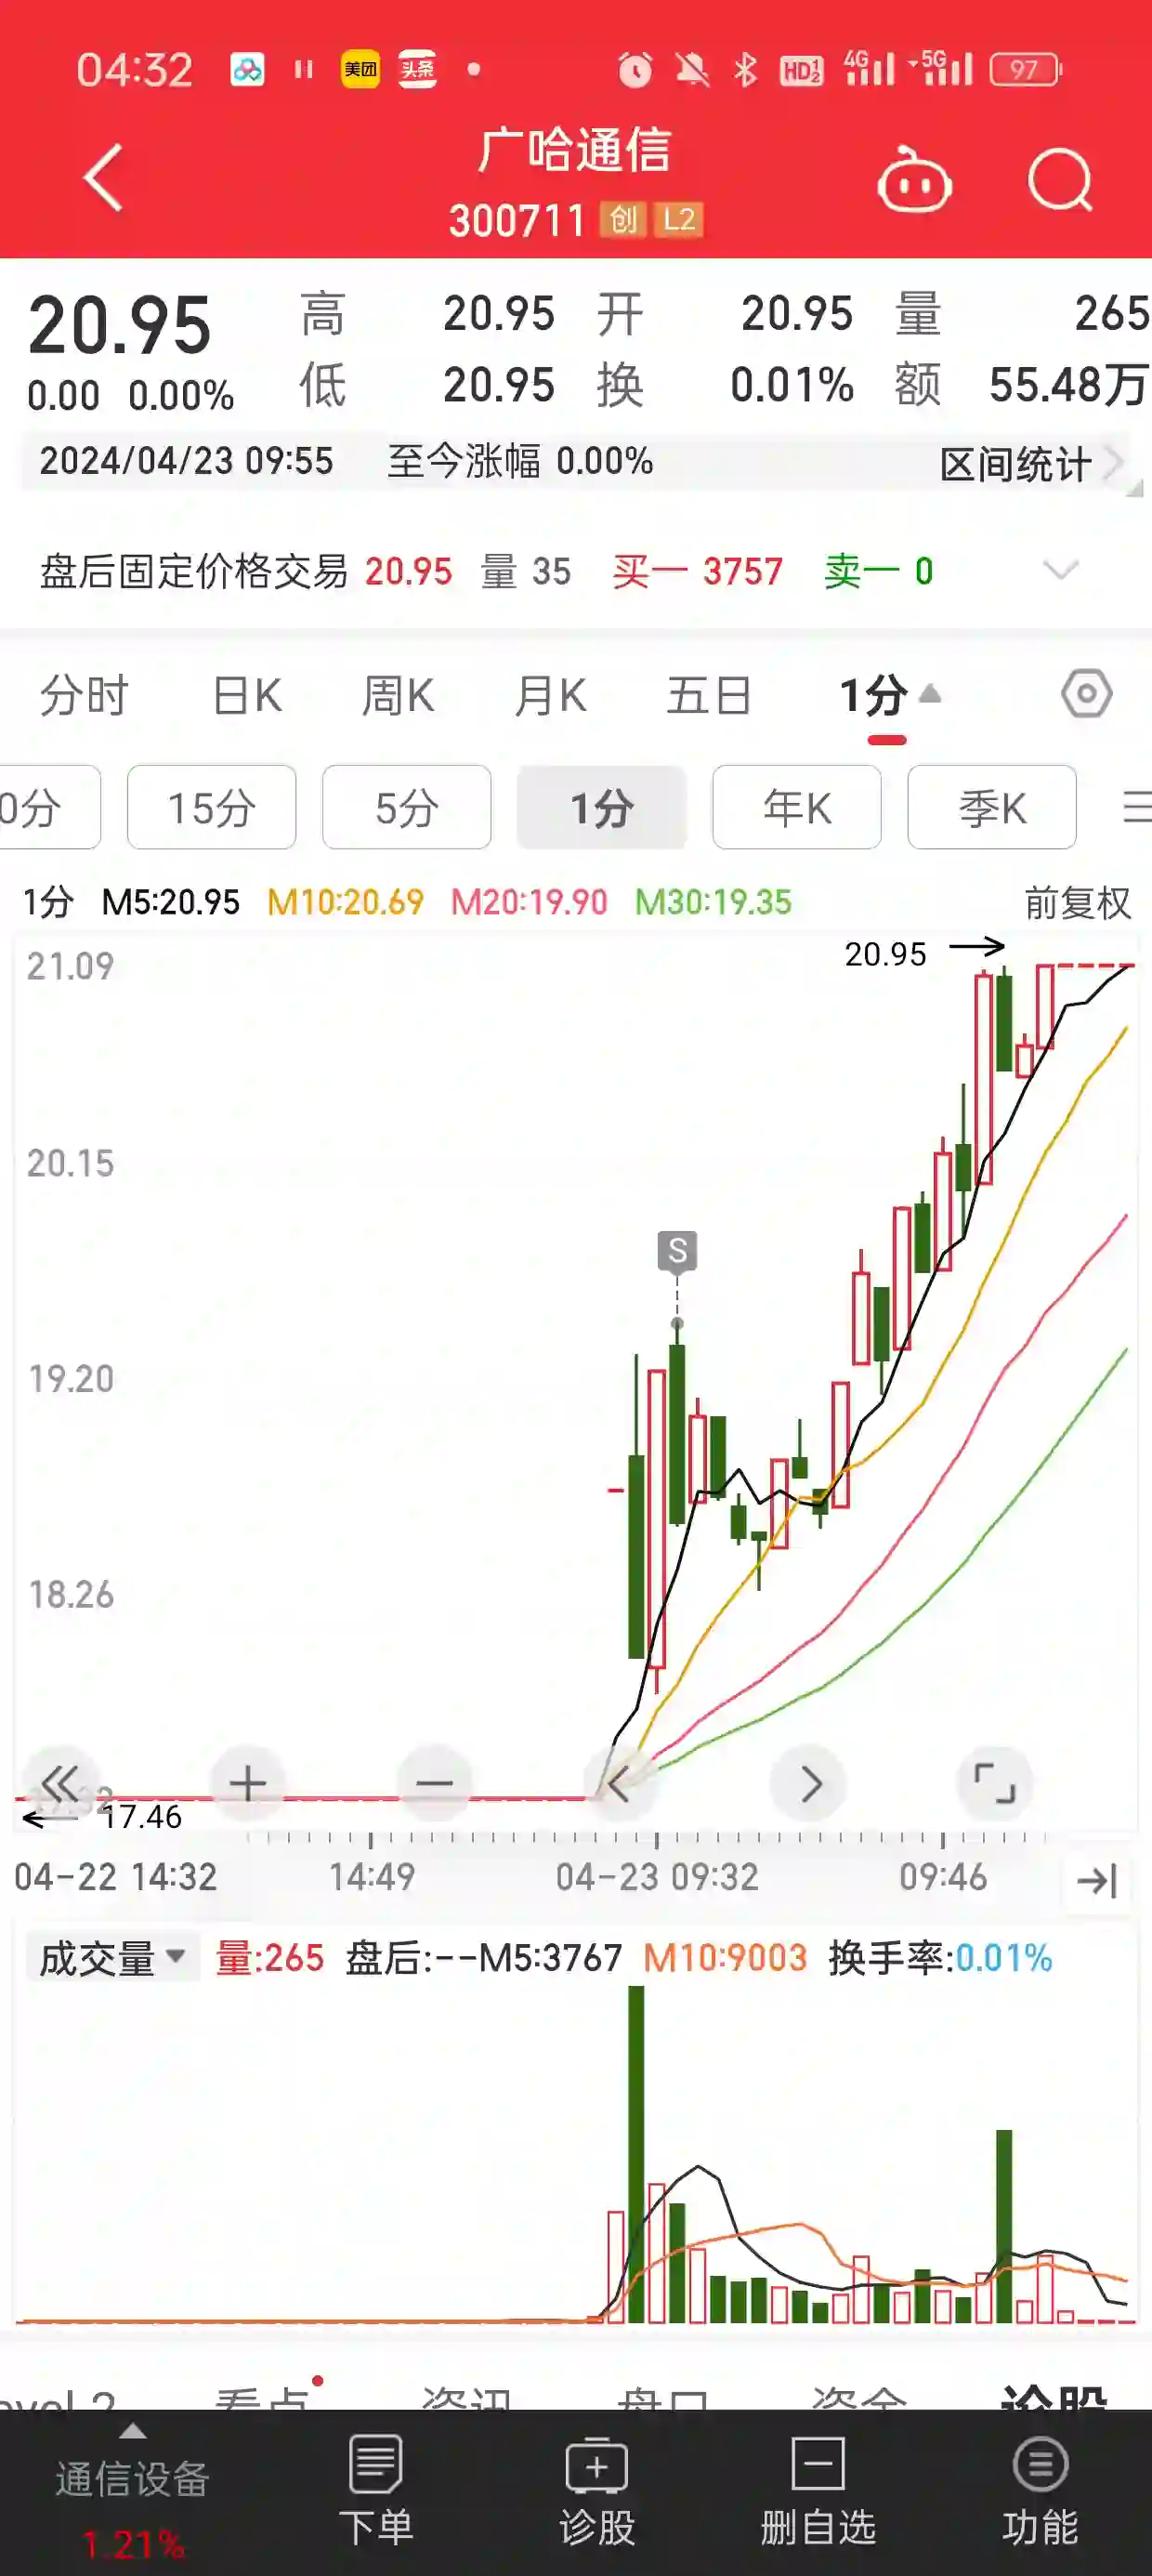 04:32 美团 头条 HD 1 2 4G 5G 97
广哈通信
300711 创 L2
20.95 高 20.95 开 20.95 量 265
0.00 0.00% 低 20.95 换 0.01% 额 55.48万
2024/04/23 09:55 至今涨幅 0.00% 区间统计
盘后固定价格交易 20.95 量 35 买一 3757 卖一 0
分时 日K 周K 月K 五日 1分
0分 15分 5分 1分 年K 季K
1分 M5:20.95 M10:20.69 M20:19.90 M30:19.35 前复权
20.95
21.09
20.15
S
19.20
18.26
17.46
04-22 14:32 14:49 04-23 09:32 09:46
成交量 量:265 盘后:--M5:3767 M10:9003 换手率:0.01%
看点 资讯 盘口 资金 诊股
通信设备 下单 诊股 删自选 功能
1.21%